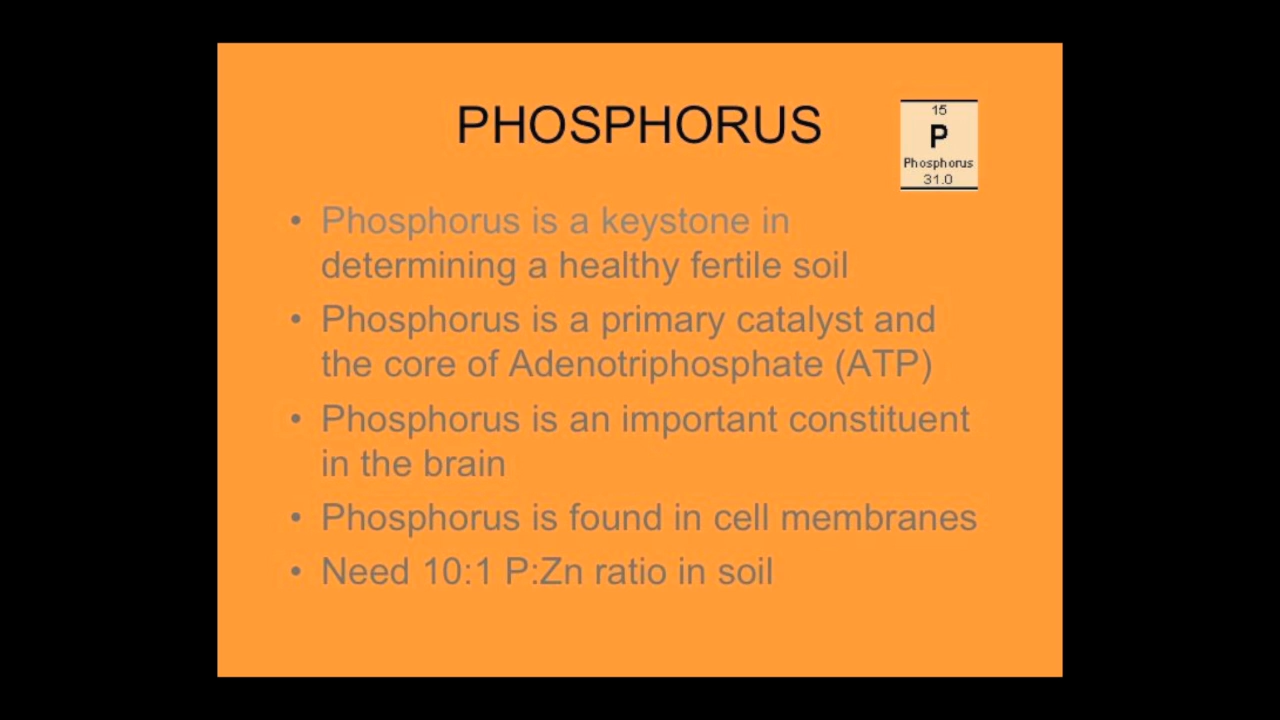 PHOSPHORUS
15
P
Phosphorus
31.0
• Phosphorus is a keystone in
determining a healthy fertile soil
• Phosphorus is a primary catalyst and
the core of Adenotriphosphate (ATP)
• Phosphorus is an important constituent
in the brain
• Phosphorus is found in cell membranes
• Need 10:1 P:Zn ratio in soil